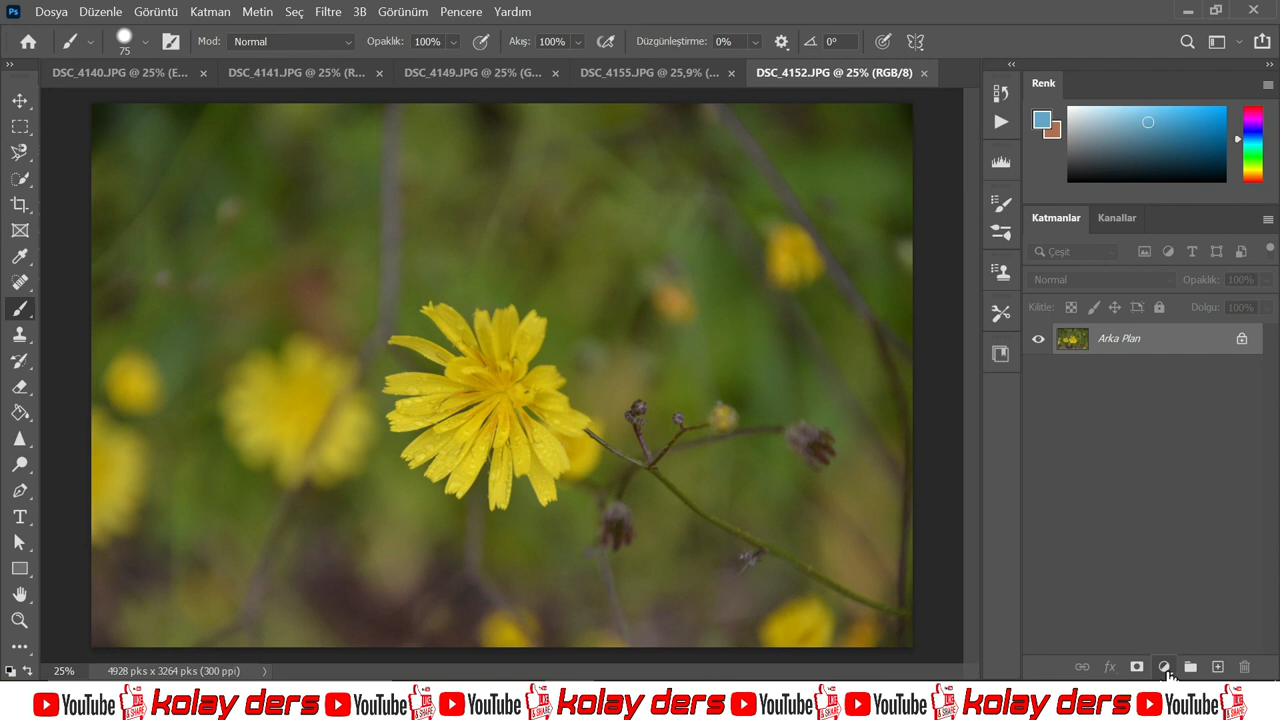 Ps Dosya Düzenle Görüntü Katman Metin Seç Filtre 3B Görünüm Pencere Yardım
75 Mod: Normal Opaklık: 100% Akış: 100% Düzgünleştirme: 0% 0°
DSC_4140.JPG @ 25% (E... DSC_4141.JPG @ 25% (R... DSC_4149.JPG @ 25% (G... DSC_4155.JPG @ 25,9% (... DSC_4152.JPG @ 25% (RGB/8)
Renk
Katmanlar Kanallar
Çeşit
Normal Opaklık: 100%
Kilitle: Dolgu: 100%
Arka Plan
25% 4928 pks x 3264 pks (300 ppi)
YouTube kolay ders YouTube YouTube kolay ders YouTube YouTube kolay ders YouTube